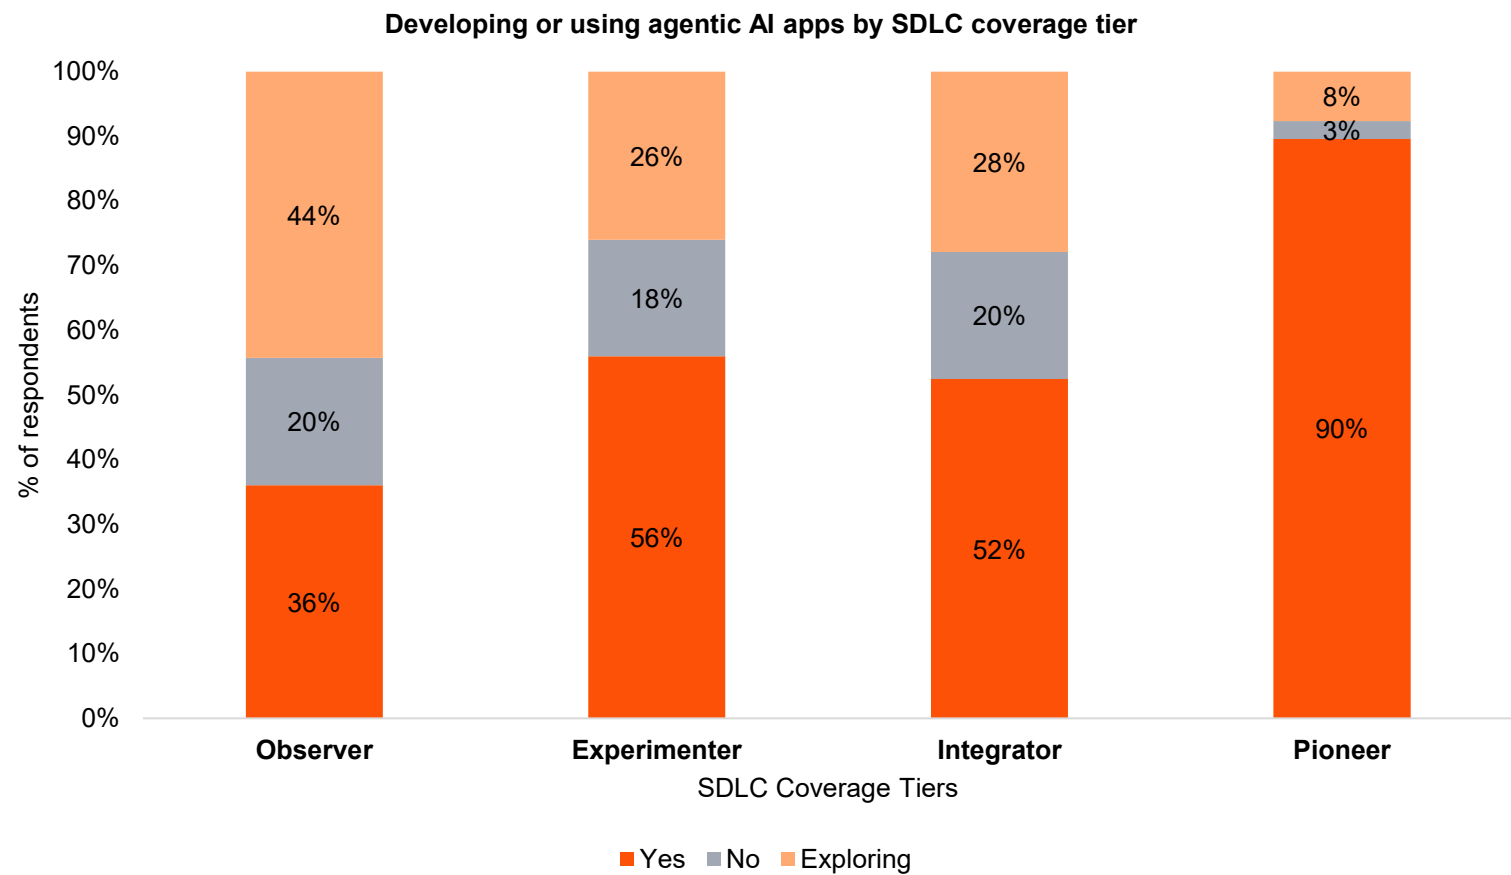 Developing or using agentic AI apps by SDLC coverage tier
100%
90%
80%
70%
60%
50%
40%
30%
20%
10%
0%
% of respondents
44%
20%
36%
26%
18%
56%
28%
20%
52%
8%
3%
90%
Observer
Experimenter
Integrator
Pioneer
SDLC Coverage Tiers
Yes
No
Exploring